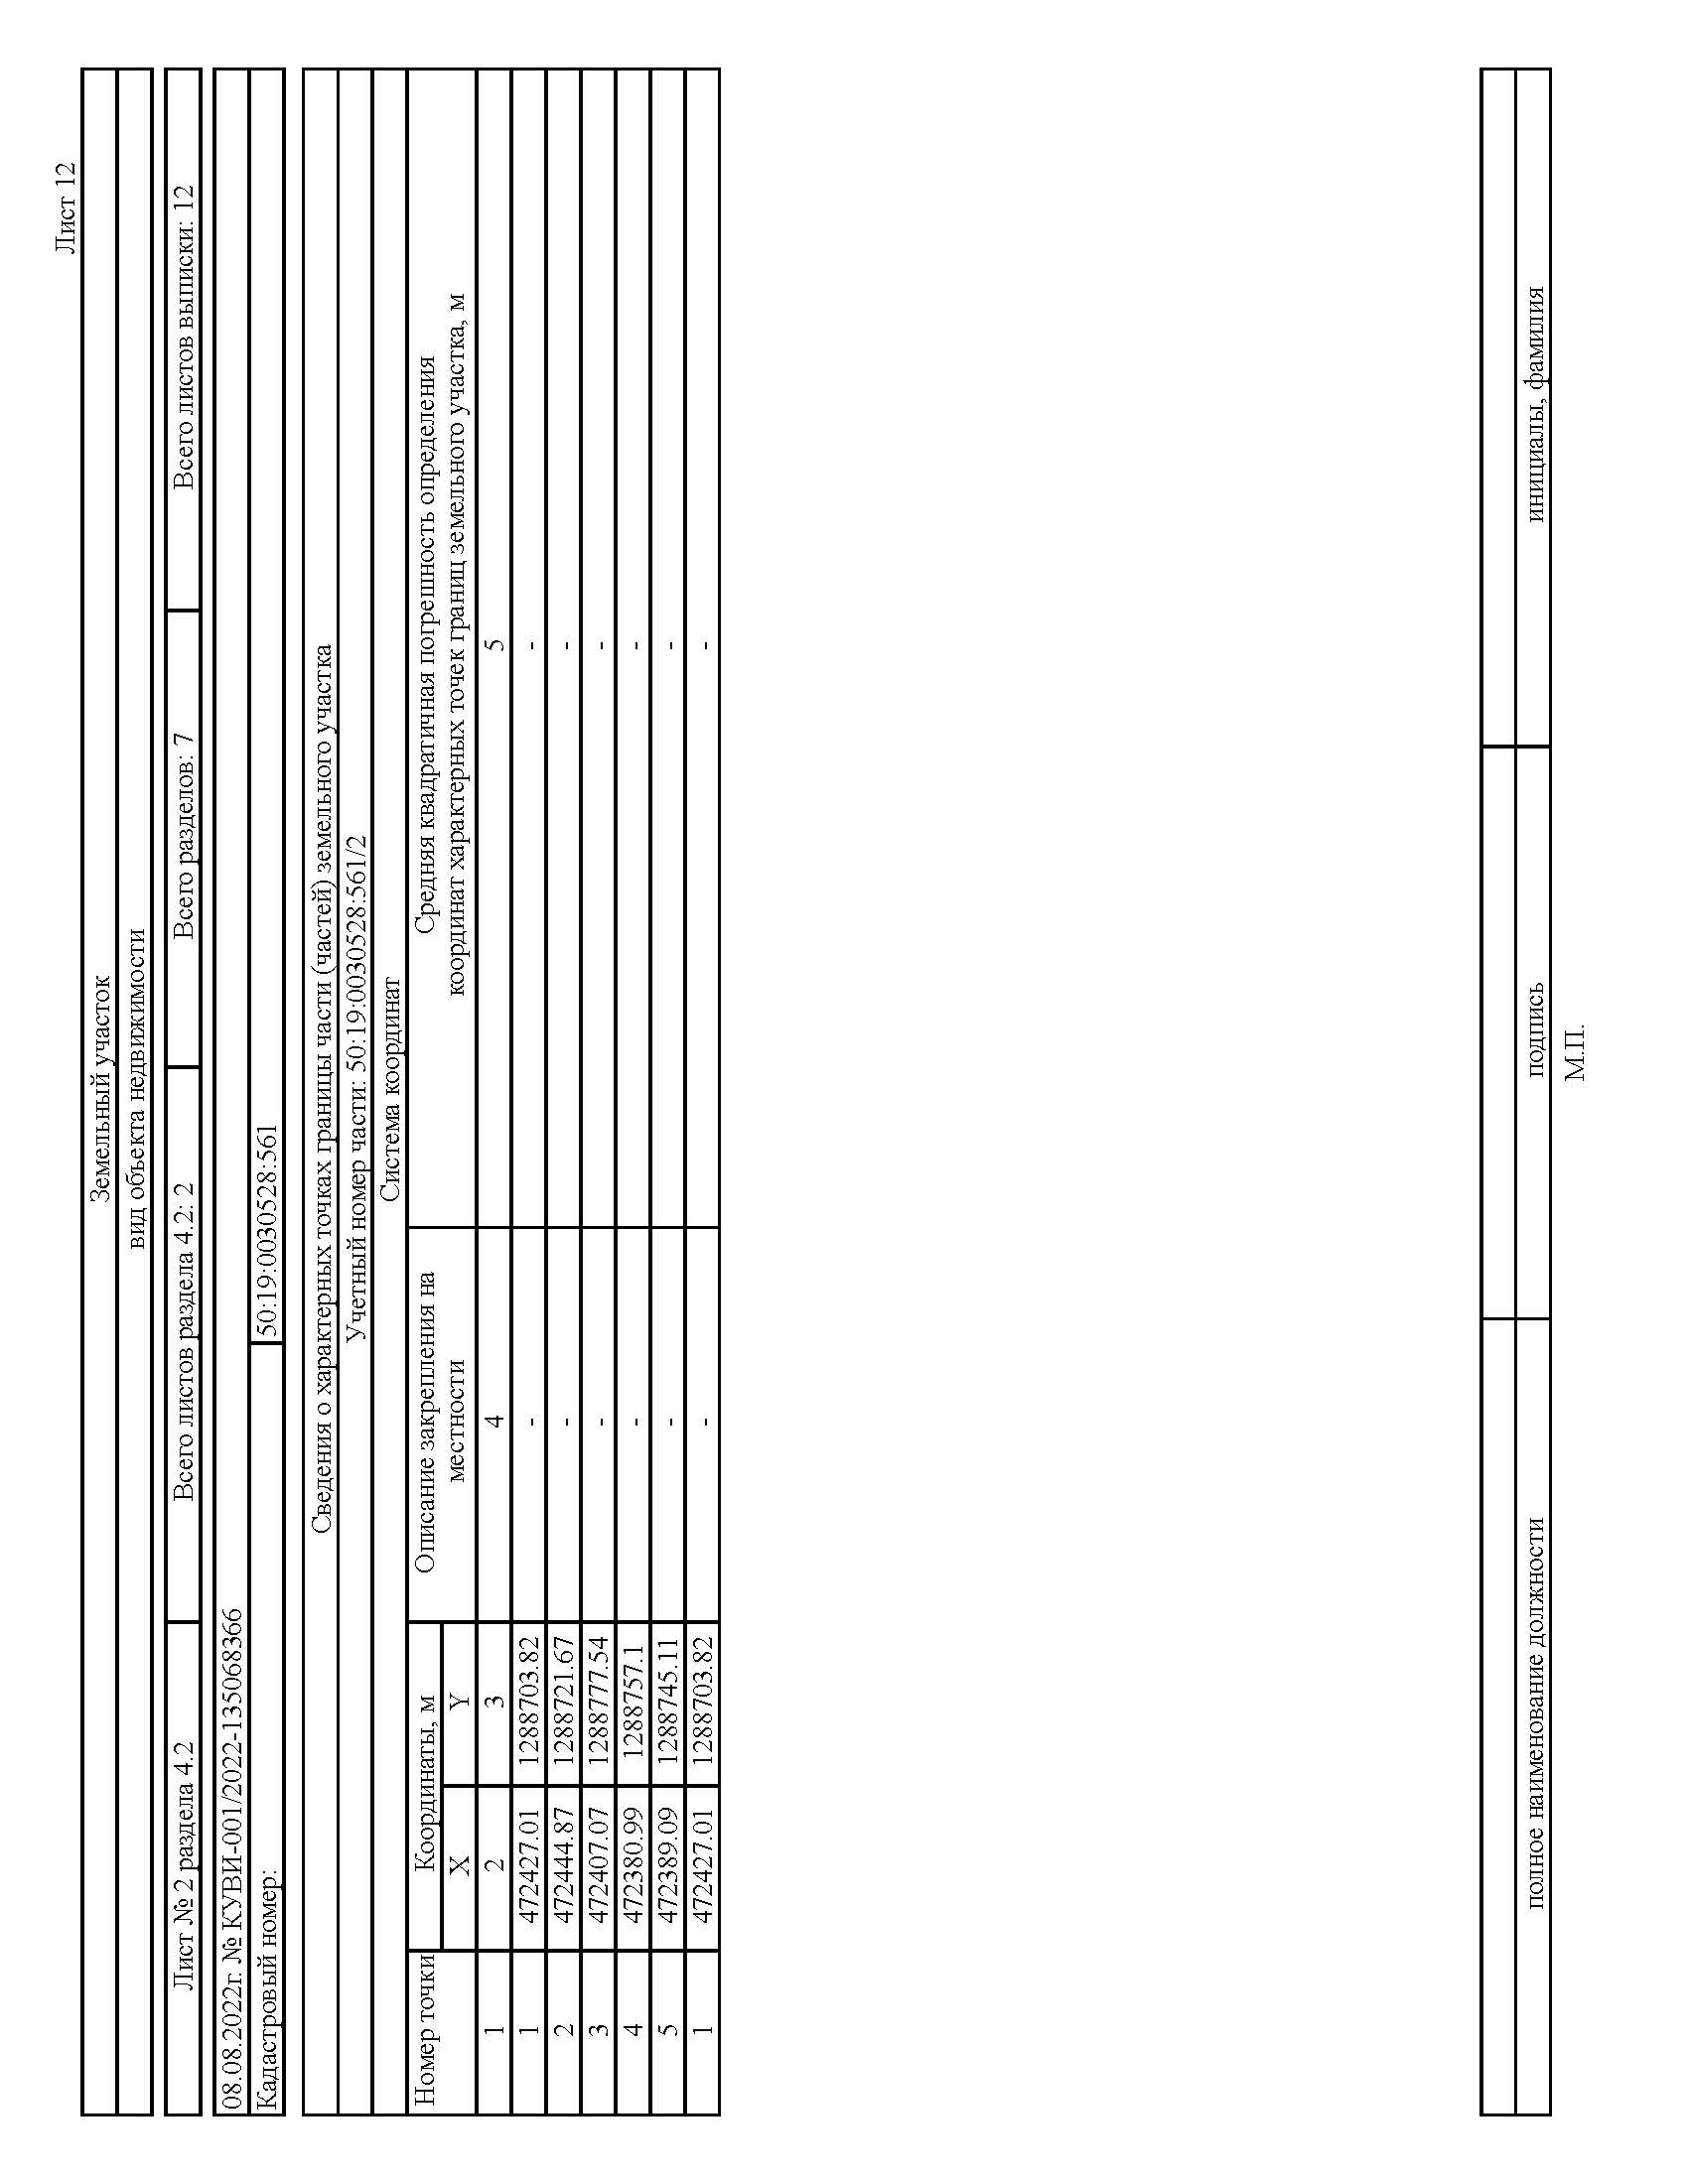 Лист 12
Земельный участок
вид объекта недвижимости
Лист № 2 раздела 4.2 Всего листов раздела 4.2: 2 Всего разделов: 7 Всего листов выписки: 12
08.08.2022г. № КУВИ-001/2022-135068366
Кадастровый номер: 50:19:0030528:561
Сведения о характерных точках границы части (частей) земельного участка
Учетный номер части: 50:19:0030528:561/2
Система координат
Номер точки Координаты, м Описание закрепления на местности Средняя квадратичная погрешность определения координат характерных точек границ земельного участка, м
X Y
1 2 3 4 5
1 472427.01 1288703.82 - -
2 472444.87 1288721.67 - -
3 472407.07 1288777.54 - -
4 472380.99 1288757.1 - -
5 472389.09 1288745.11 - -
1 472427.01 1288703.82 - -
полное наименование должности подпись инициалы, фамилия
М.П.